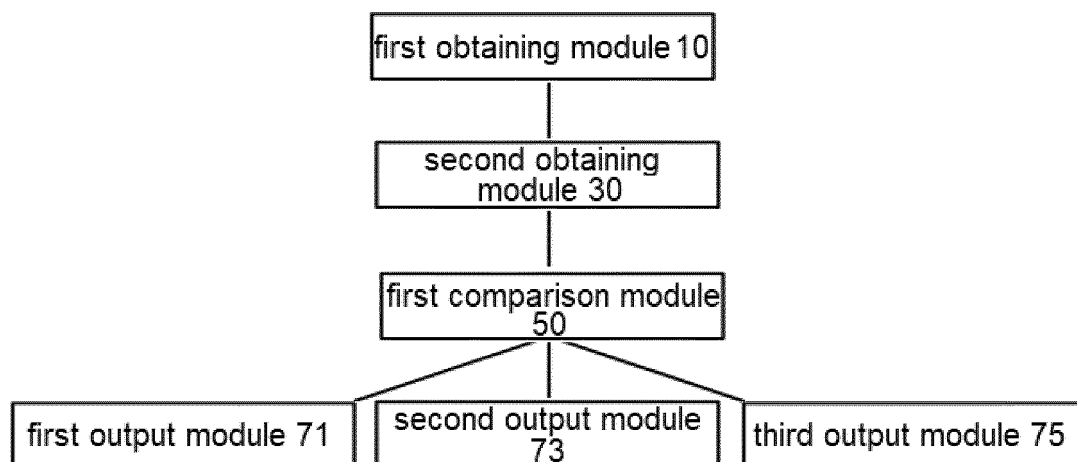 first obtaining module 10
second obtaining
module 30
first comparison module
50
first output module 71
second output module
73
third output module 75